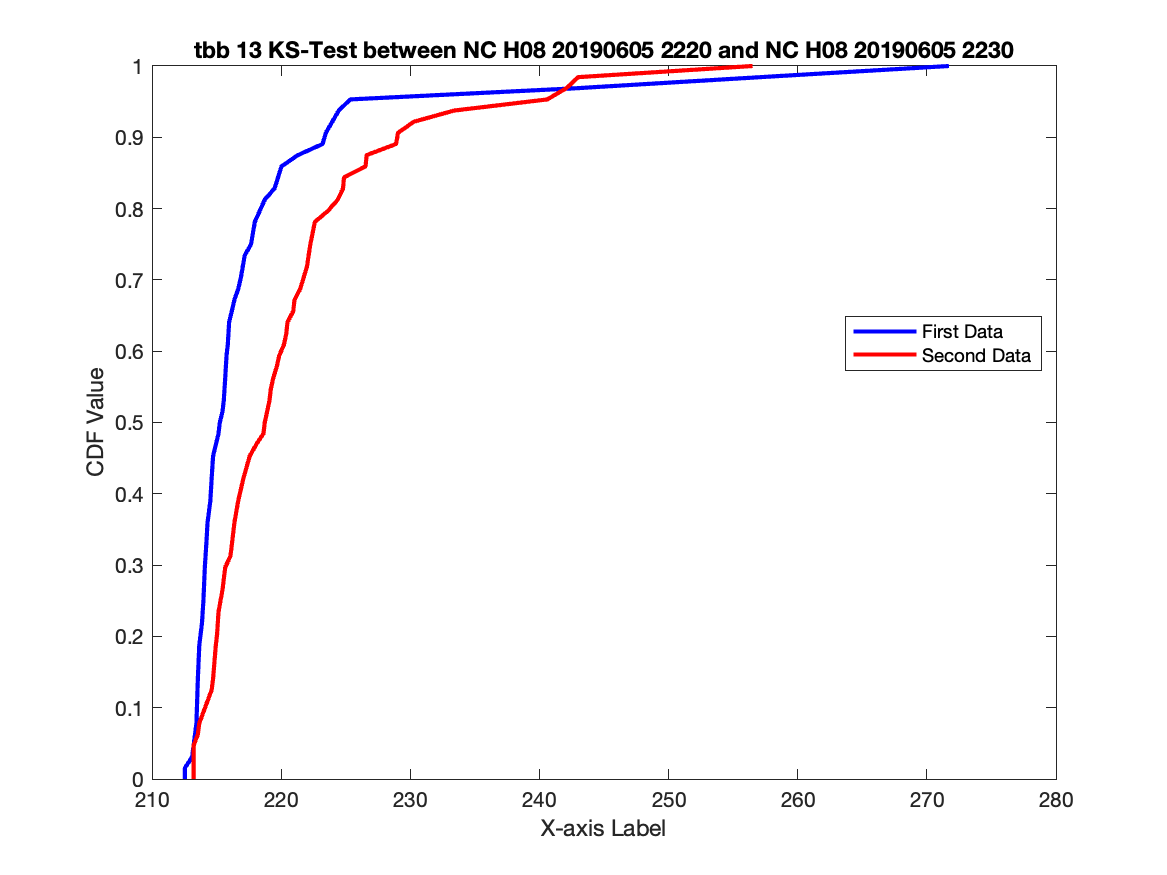 tbb 13 KS-Test between NC H08 20190605 2220 and NC H08 20190605 2230
1
0.9
0.8
0.7
0.6
0.5
0.4
0.3
0.2
0.1
0
CDF Value
First Data
Second Data
210 220 230 240 250 260 270 280
X-axis Label